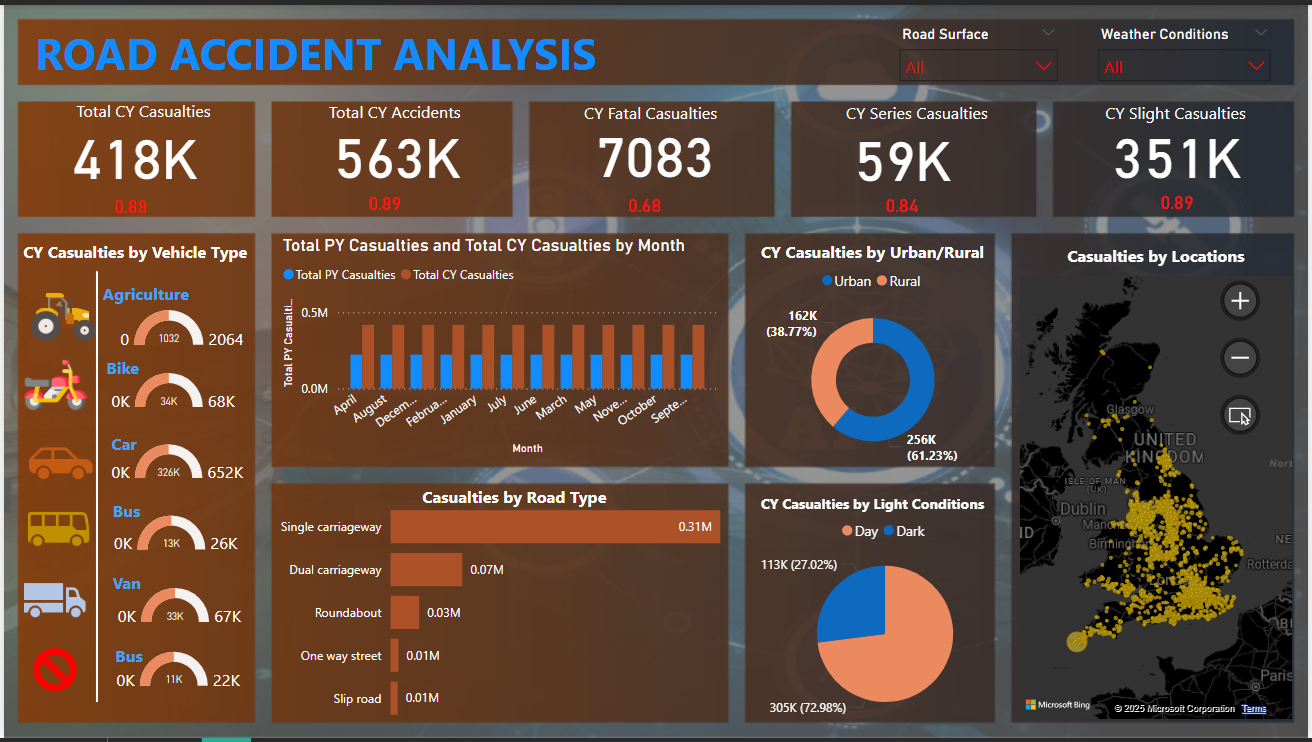 ROAD ACCIDENT ANALYSIS
Road Surface
All
Weather Conditions
All
Total CY Casualties
418K
0.88
Total CY Accidents
563K
0.89
CY Fatal Casualties
7083
0.68
CY Series Casualties
59K
0.84
CY Slight Casualties
351K
0.89
CY Casualties by Vehicle Type
Agriculture
0 1032 2064
Bike
0K 34K 68K
Car
0K 326K 652K
Bus
0K 13K 26K
Van
0K 33K 67K
Bus
0K 11K 22K
Total PY Casualties and Total CY Casualties by Month
Total PY Casualties Total CY Casualties
Total PY Casualti...
0.5M
0.0M
April August Decem... Februa... January July June March May Nove... October Septe...
Month
Casualties by Road Type
Single carriageway 0.31M
Dual carriageway 0.07M
Roundabout 0.03M
One way street 0.01M
Slip road 0.01M
CY Casualties by Urban/Rural
Urban Rural
162K
(38.77%)
256K
(61.23%)
CY Casualties by Light Conditions
Day Dark
113K (27.02%)
305K (72.98%)
Casualties by Locations
Glasgow
UNITED
KINGDOM
Nort
ISLE OF MAN
(UK)
Dublin
Manc
Birming
NE
Rotterda
BE
Paris
Microsoft Bing
© 2025 Microsoft Corporation Terms